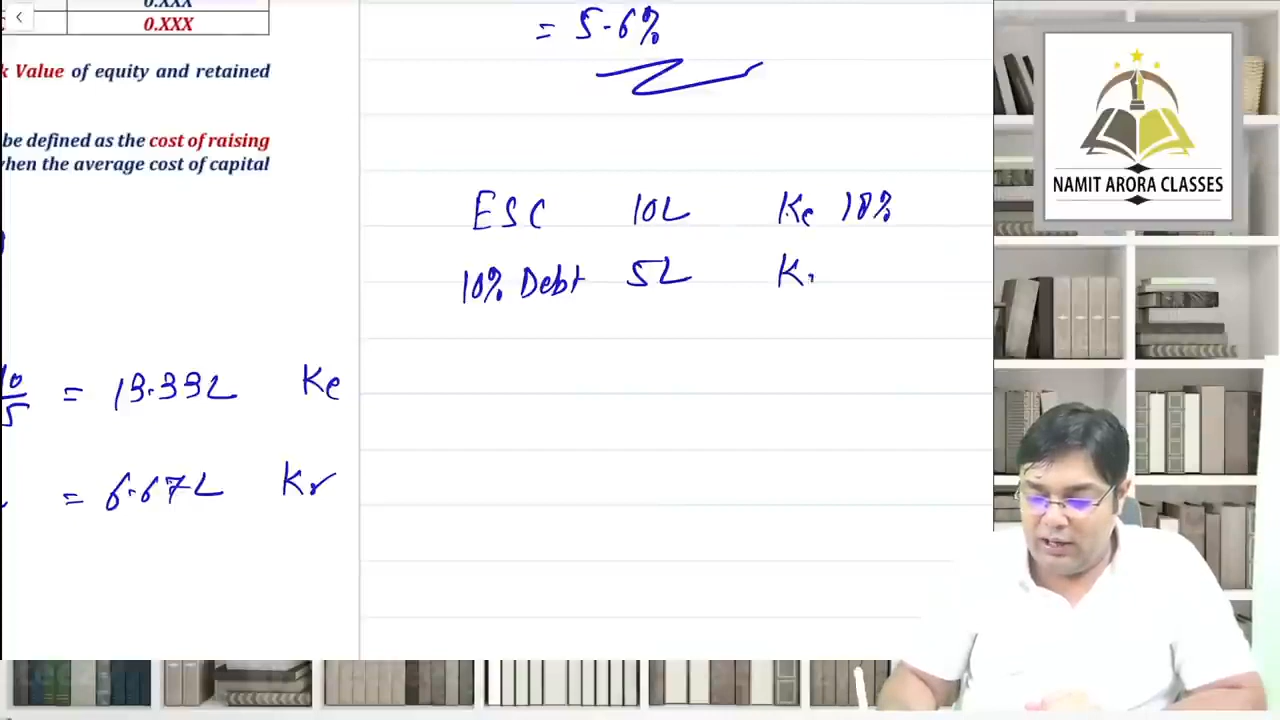 0.XXX
0.XXX
k Value of equity and retained
be defined as the cost of raising
when the average cost of capital
= 13.33L Ke
5
= 6.67L Kr
= 5.6%
ESC 10L Ke 18%
10% Debt 5L K
NAMIT ARORA CLASSES